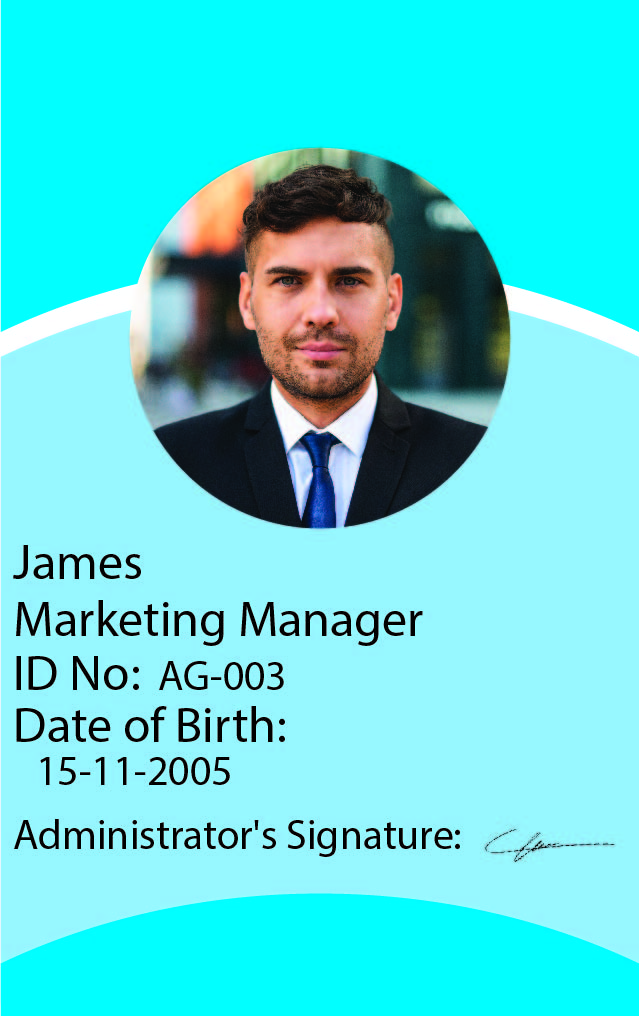 James
Marketing Manager
ID No: AG-003
Date of Birth:
15-11-2005
Administrator's Signature: